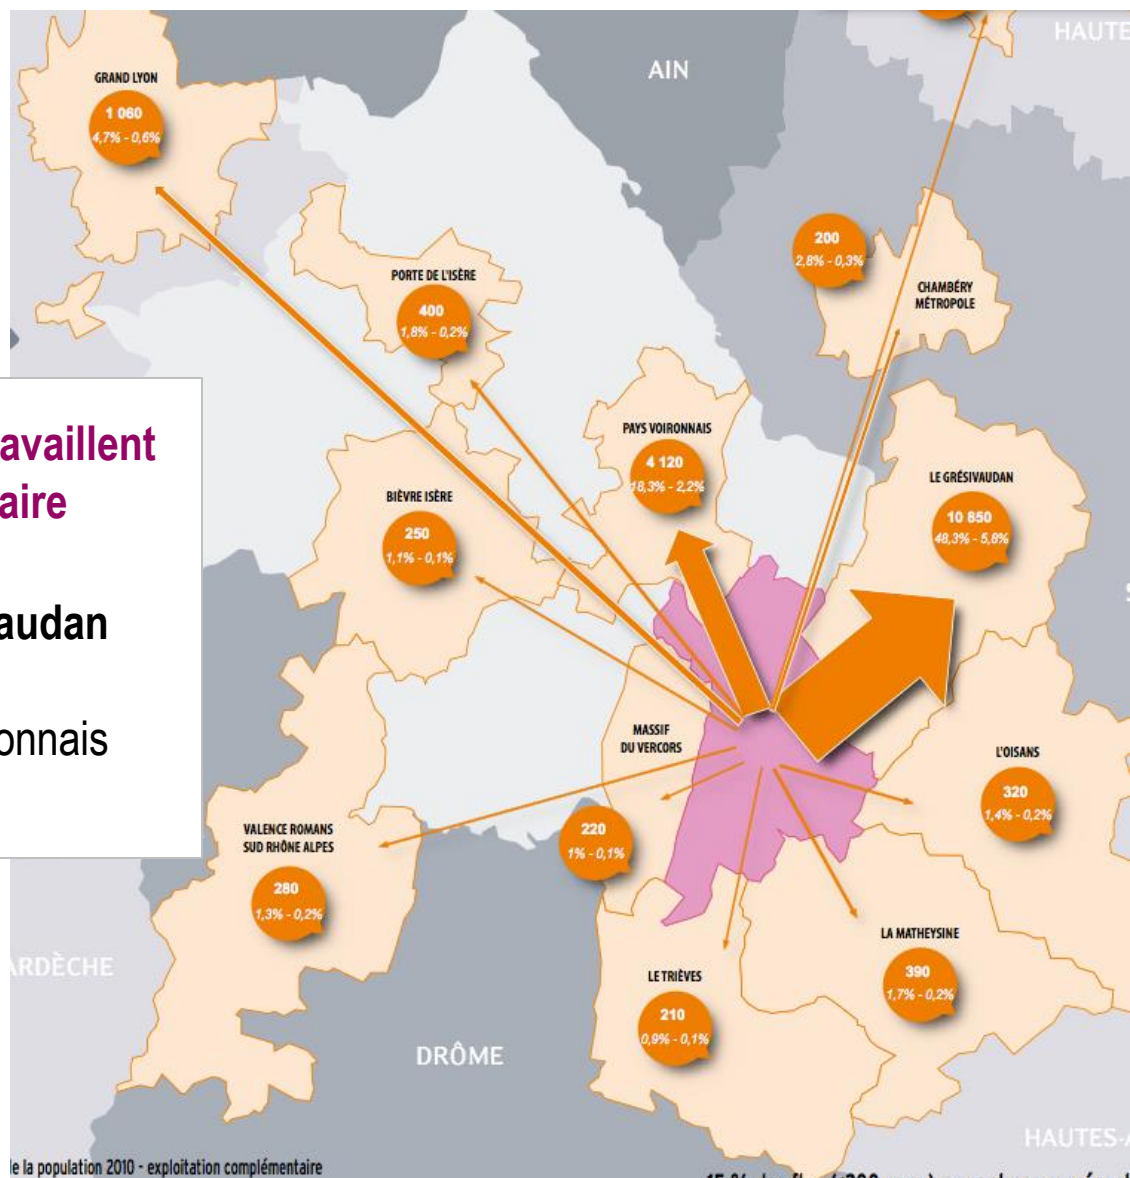 HAUTE
AIN
GRAND LYON
1 060
4,7% - 0,6%
200
2,8% - 0,3%
PORTE DE L'ISÈRE
400
1,8% - 0,2%
CHAMBÉRY
MÉTROPOLE
availlent
aire
audan
onnais
PAYS VOIRONNAIS
4 120
18,3% - 2,2%
LE GRÉSIVAUDAN
10 850
48,3% - 5,8%
BIÈVRE ISÈRE
250
1,1% - 0,1%
S
MASSIF
DU VERCORS
L'OISANS
320
1,4% - 0,2%
220
1% - 0,1%
VALENCE ROMANS
SUD RHÔNE ALPES
280
1,3% - 0,2%
LA MATHEYSINE
390
1,7% - 0,2%
ARDÈCHE
LE TRIÈVES
210
0,9% - 0,1%
DRÔME
HAUTES-A
e la population 2010 - exploitation complémentaire